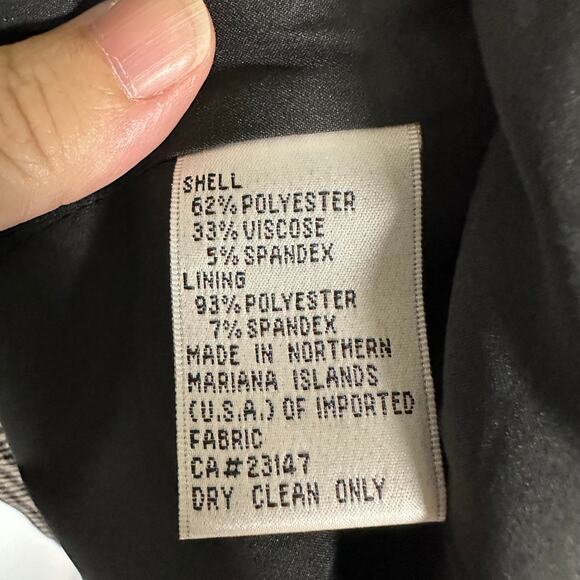 SHELL
62% POLYESTER
33% VISCOSE
5% SPANDEX
LINING
93% POLYESTER
7% SPANDEX
MADE IN NORTHERN
MARIANA ISLANDS
(U.S.A.) OF IMPORTED
FABRIC
CA#23147
DRY CLEAN ONLY